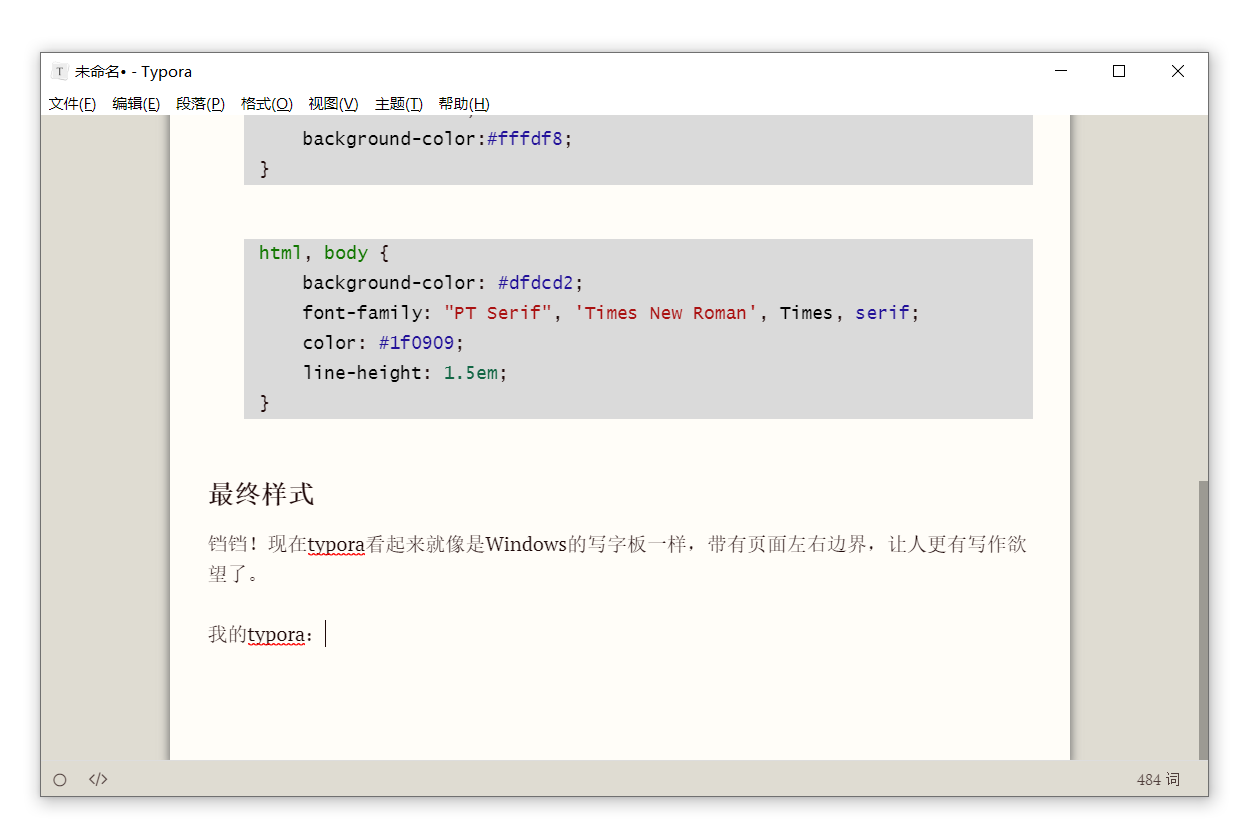 T 未命名• - Typora
文件(F) 编辑(E) 段落(P) 格式(O) 视图(V) 主题(T) 帮助(H)
background-color:#fffdf8;
}
html, body {
background-color: #dfdcd2;
font-family: "PT Serif", 'Times New Roman', Times, serif;
color: #1f0909;
line-height: 1.5em;
}
最终样式
铛铛！现在typora看起来就像是Windows的写字板一样，带有页面左右边界，让人更有写作欲
望了。
我的typora：
</> 484 词